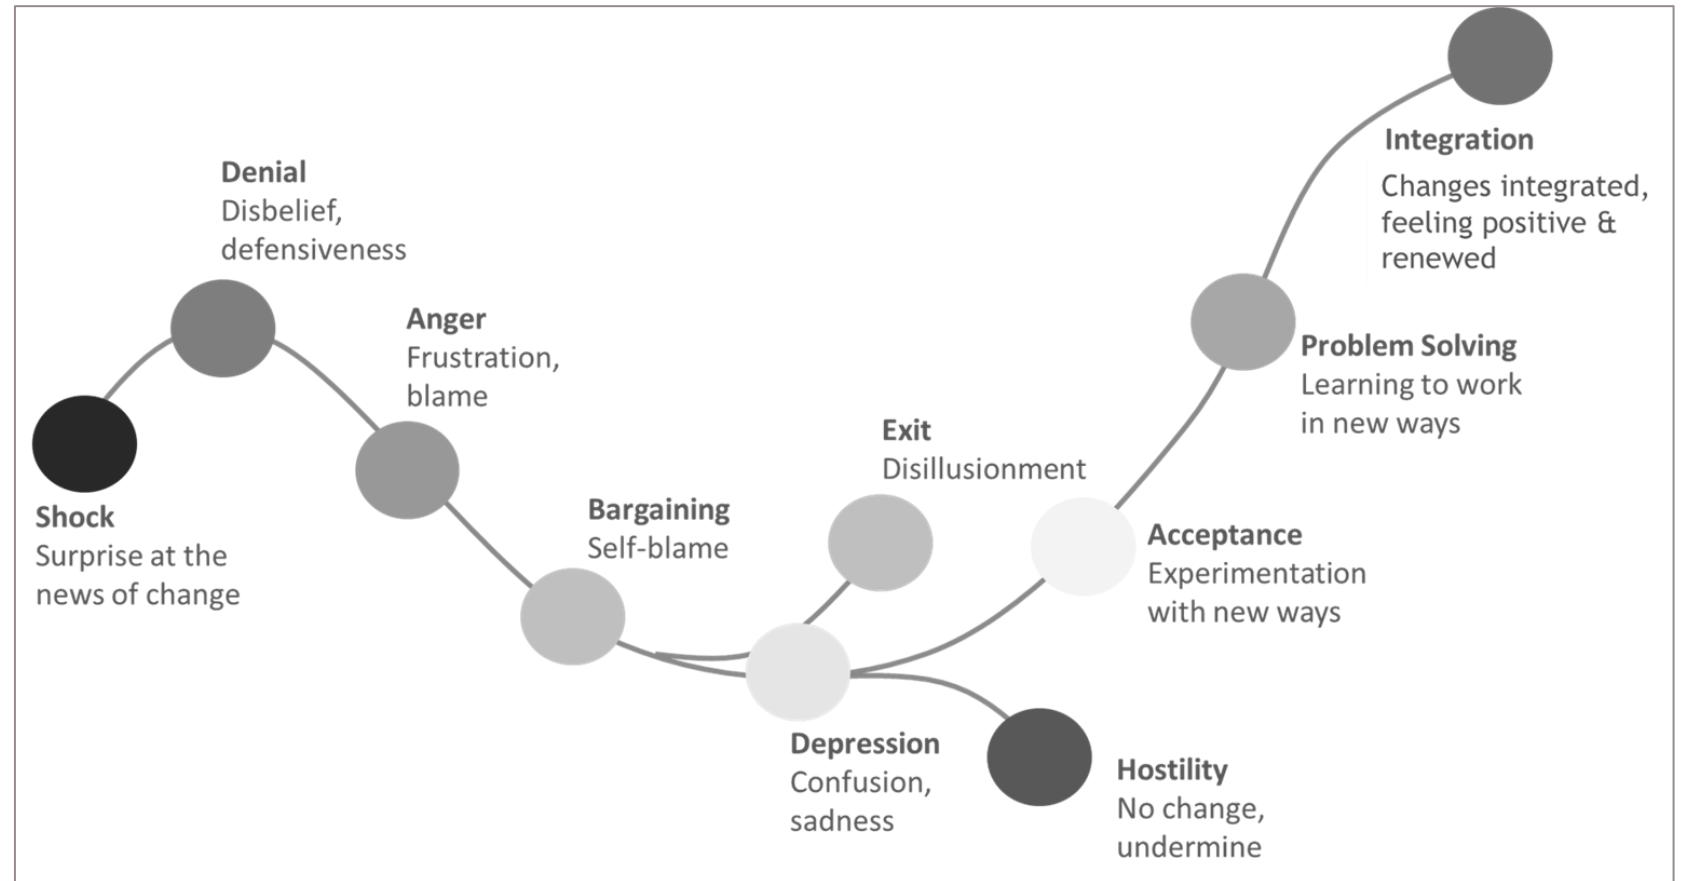 Denial
Disbelief,
defensiveness
Anger
Frustration,
blame
Shock
Surprise at the
news of change
Bargaining
Self-blame
Exit
Disillusionment
Depression
Confusion,
sadness
Hostility
No change,
undermine
Acceptance
Experimentation
with new ways
Problem Solving
Learning to work
in new ways
Integration
Changes integrated,
feeling positive &
renewed